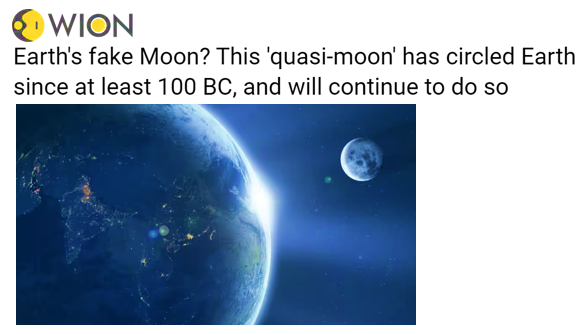 WION
Earth's fake Moon? This 'quasi-moon' has circled Earth
since at least 100 BC, and will continue to do so